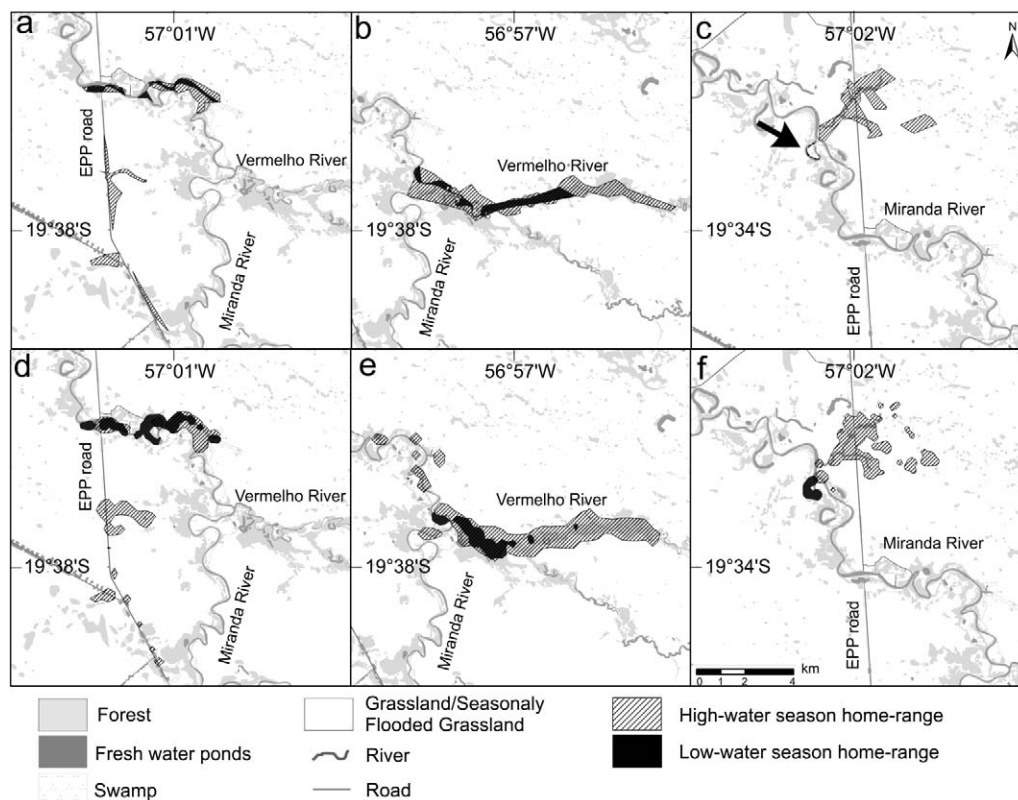 a
57°01'W
EPP road
Vermelho River
19°38'S
Miranda River
b
56°57'W
Vermelho River
19°38'S
Miranda River
c
57°02'W
N
Miranda River
19°34'S
EPP road
d
57°01'W
EPP road
Vermelho River
19°38'S
Miranda River
e
56°57'W
Vermelho River
19°38'S
Miranda River
f
57°02'W
Miranda River
19°34'S
EPP road
km
0 1 2 4
Forest
Fresh water ponds
Swamp
Grassland/Seasonaly
Flooded Grassland
River
Road
High-water season home-range
Low-water season home-range